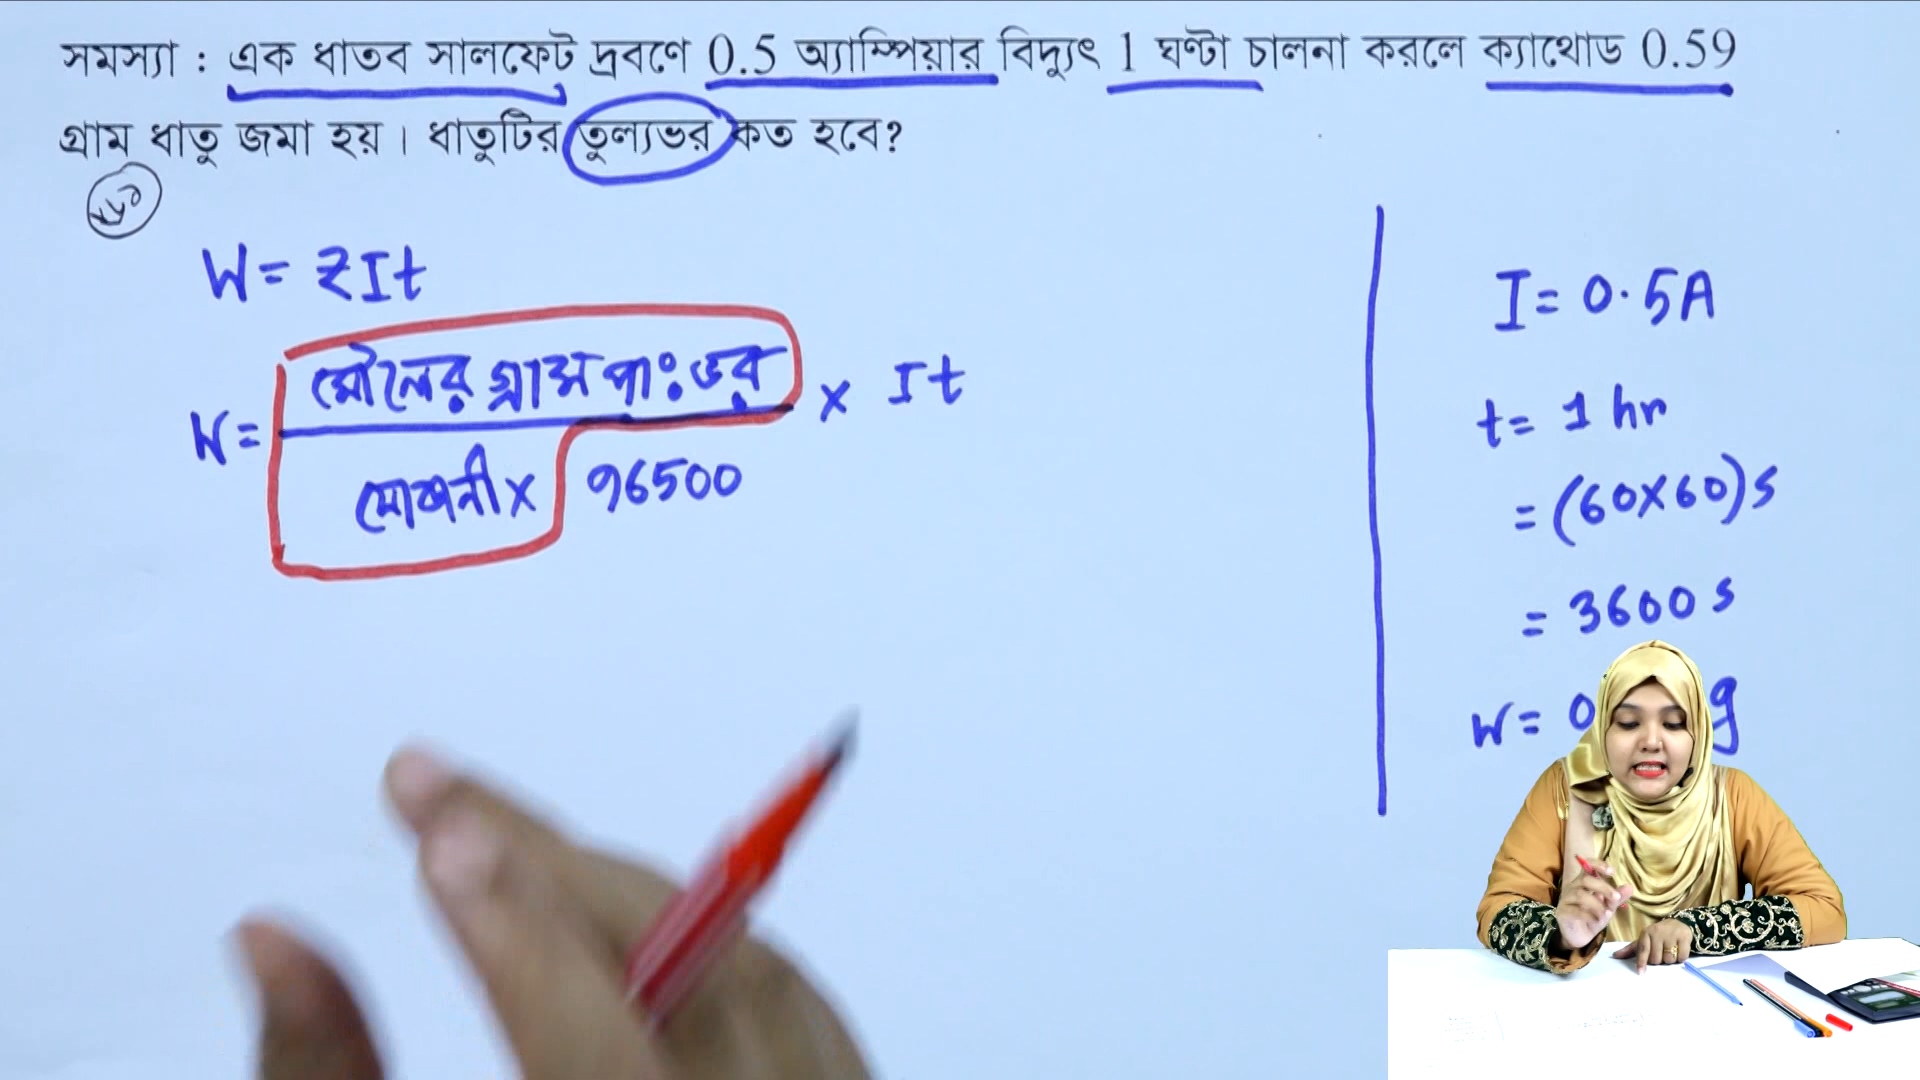 সমস্যা : এক ধাতব সালফেট দ্রবণে 0.5 অ্যাম্পিয়ার বিদ্যুৎ 1 ঘণ্টা চালনা করলে ক্যাথোড 0.59
গ্রাম ধাতু জমা হয়। ধাতুটির তুল্যভর কত হবে?
W= ZIt
W= মৌলের গ্রাম পাঃ ভর × It
যোজনী × 96500
I= 0.5A
t= 1 hr
= (60×60) s
= 3600 s
W= 0 g